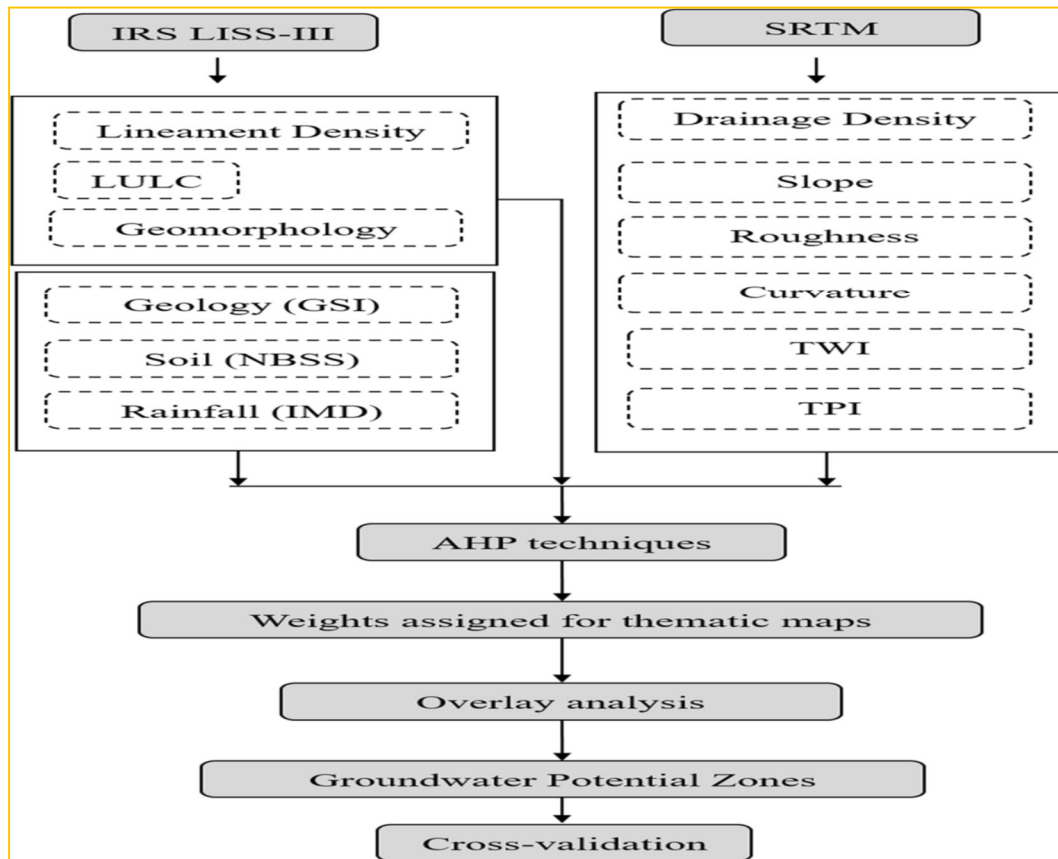 IRS LISS-III
Lineament Density
LULC
Geomorphology
Geology (GSI)
Soil (NBSS)
Rainfall (IMD)
SRTM
Drainage Density
Slope
Roughness
Curvature
TWI
TPI
AHP techniques
Weights assigned for thematic maps
Overlay analysis
Groundwater Potential Zones
Cross-validation